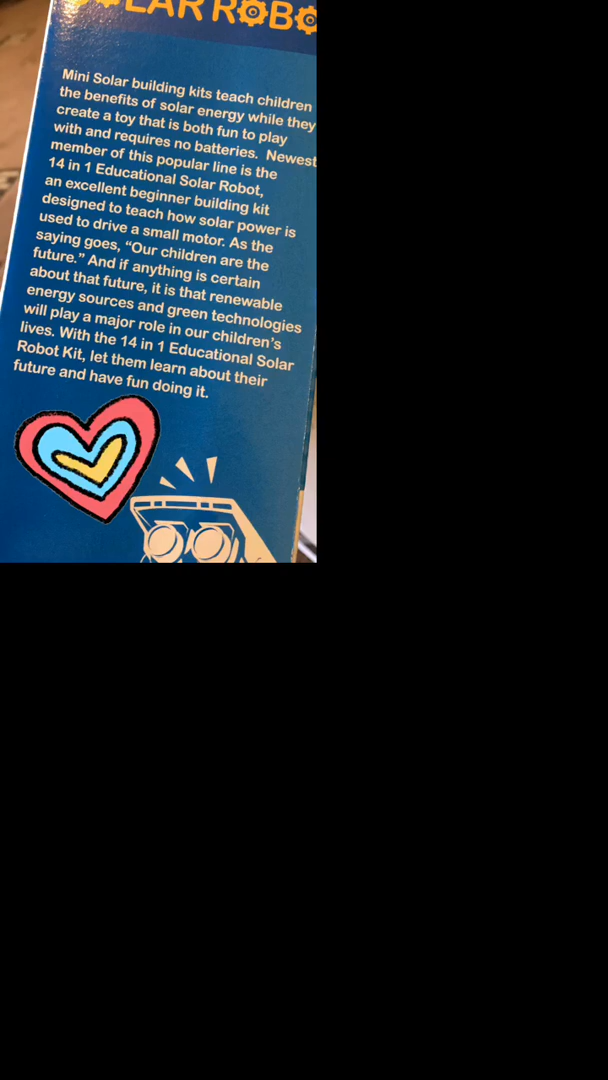 SOLAR ROBO
Mini Solar building kits teach children
the benefits of solar energy while they
create a toy that is both fun to play
with and requires no batteries. Newest
member of this popular line is the
14 in 1 Educational Solar Robot,
an excellent beginner building kit
designed to teach how solar power is
used to drive a small motor. As the
saying goes, “Our children are the
future.” And if anything is certain
about that future, it is that renewable
energy sources and green technologies
will play a major role in our children’s
lives. With the 14 in 1 Educational Solar
Robot Kit, let them learn about their
future and have fun doing it.